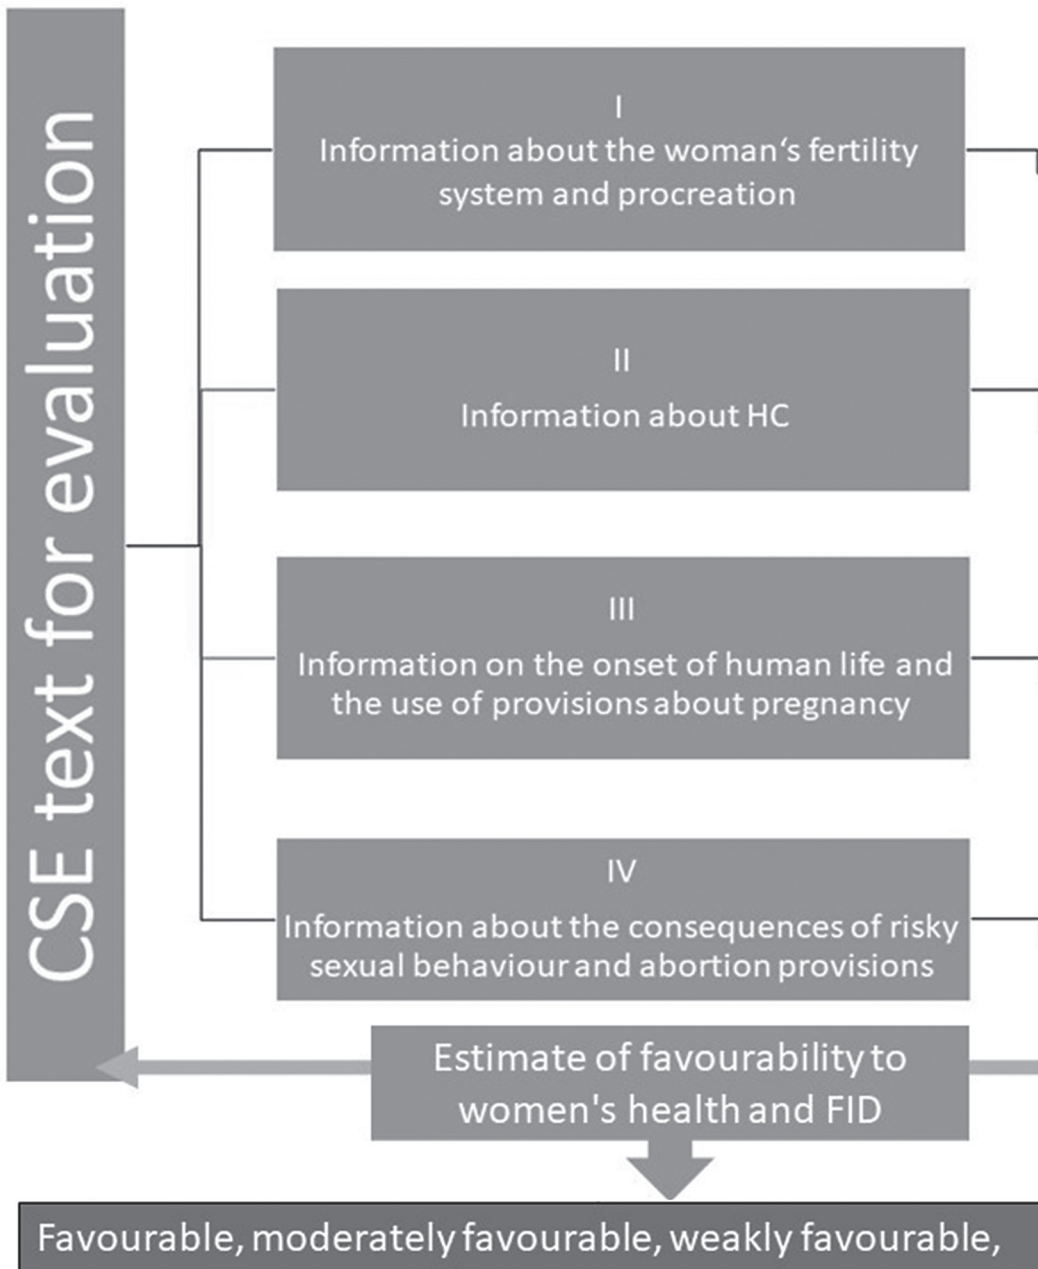 CSE text for evaluation
I
Information about the woman‘s fertility
system and procreation
II
Information about HC
III
Information on the onset of human life and
the use of provisions about pregnancy
IV
Information about the consequences of risky
sexual behaviour and abortion provisions
Estimate of favourability to
women's health and FID
Favourable, moderately favourable, weakly favourable,